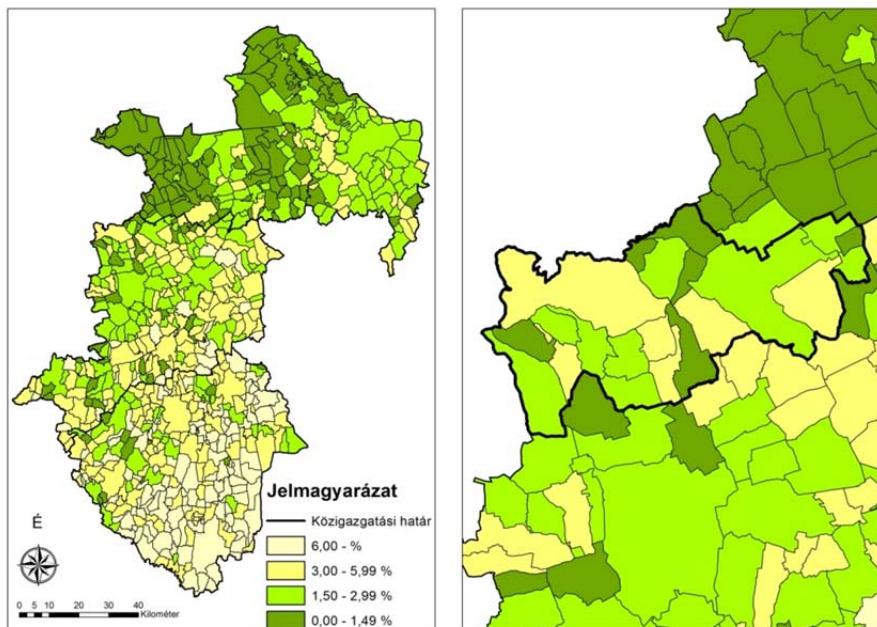 Jelmagyarázat
Közigazgatási határ
6,00 - %
3,00 - 5,99 %
1,50 - 2,99 %
0,00 - 1,49 %
É
0 5 10 20 30 40
Kilométer